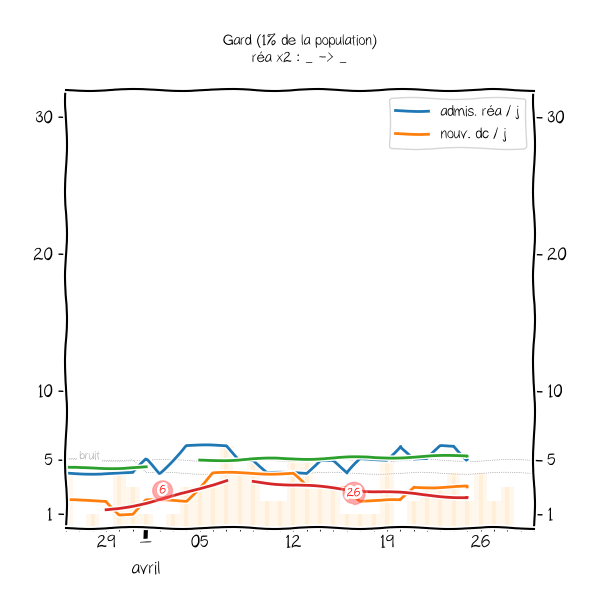 Gard (1% de la population)
réa x2 : _ -> _
admis. réa / j
nouv. dc / j
30
30
20
20
10
10
bruit
5
5
6
26
1
1
29
05
12
19
26
avril